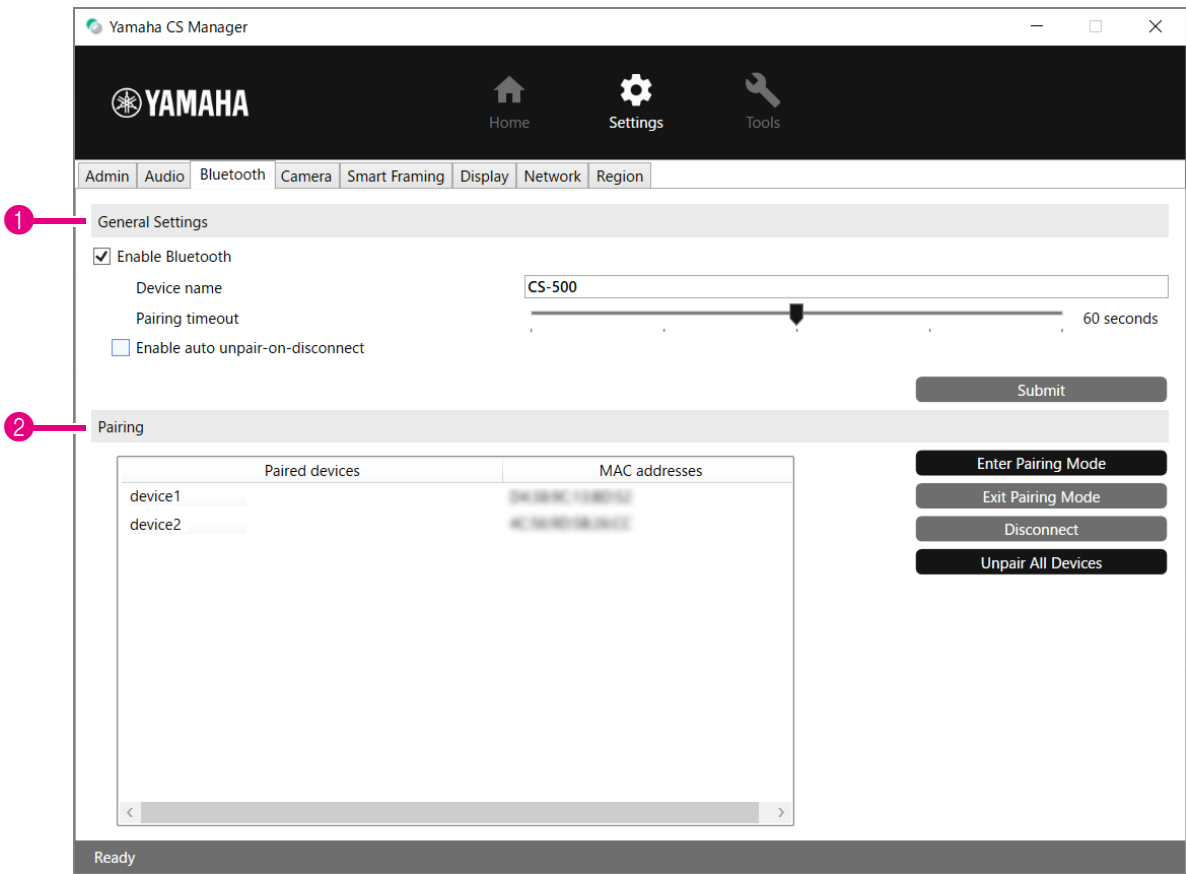 Yamaha CS Manager
YAMAHA
Home Settings Tools
Admin Audio Bluetooth Camera Smart Framing Display Network Region
1
General Settings
Enable Bluetooth
Device name CS-500
Pairing timeout 60 seconds
Enable auto unpair-on-disconnect
Submit
2
Pairing
Paired devices MAC addresses
Enter Pairing Mode
device1
Exit Pairing Mode
device2
Disconnect
Unpair All Devices
Ready